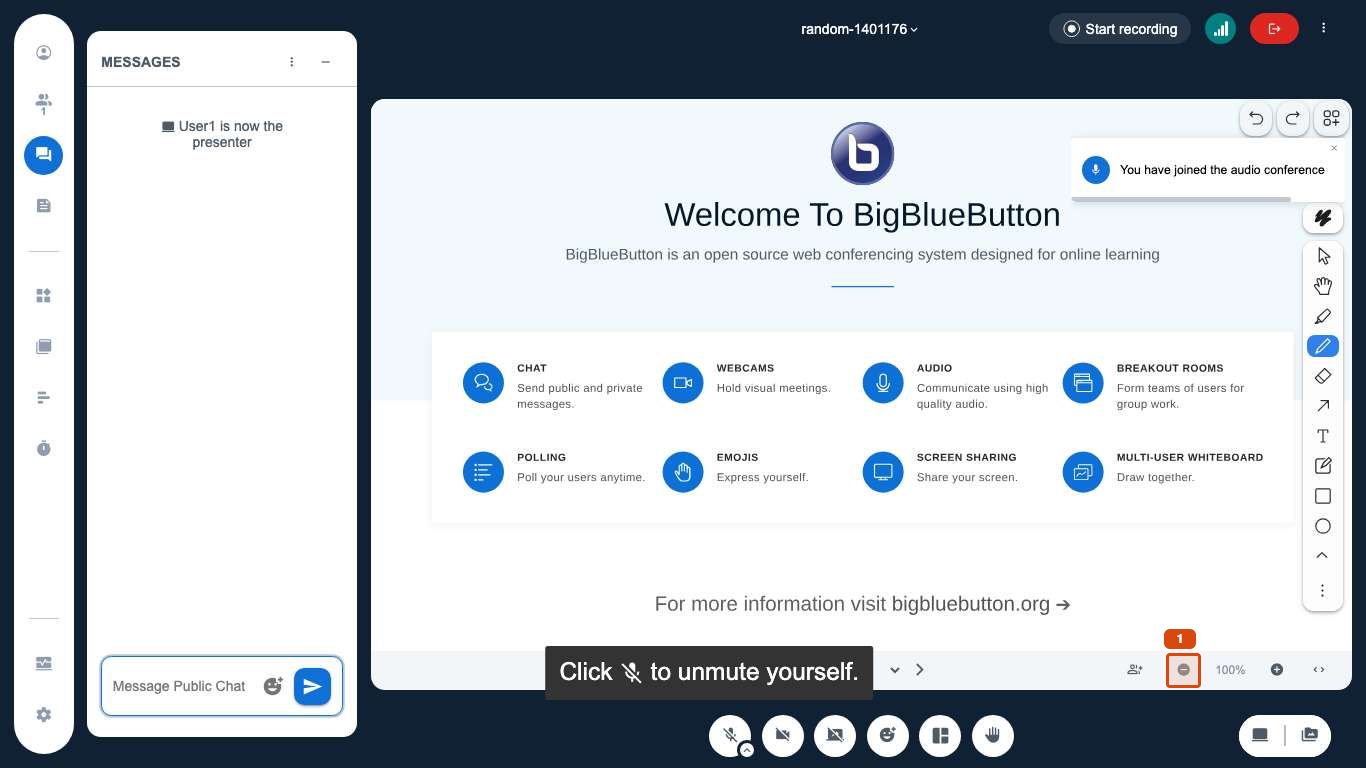 random-1401176
Start recording
MESSAGES
1
User1 is now the
presenter
You have joined the audio conference
Welcome To BigBlueButton
BigBlueButton is an open source web conferencing system designed for online learning
CHAT
Send public and private
messages.
WEBCAMS
Hold visual meetings.
AUDIO
Communicate using high
quality audio.
BREAKOUT ROOMS
Form teams of users for
group work.
POLLING
Poll your users anytime.
EMOJIS
Express yourself.
SCREEN SHARING
Share your screen.
MULTI-USER WHITEBOARD
Draw together.
For more information visit bigbluebutton.org ➔
1
Click to unmute yourself.
100%
Message Public Chat